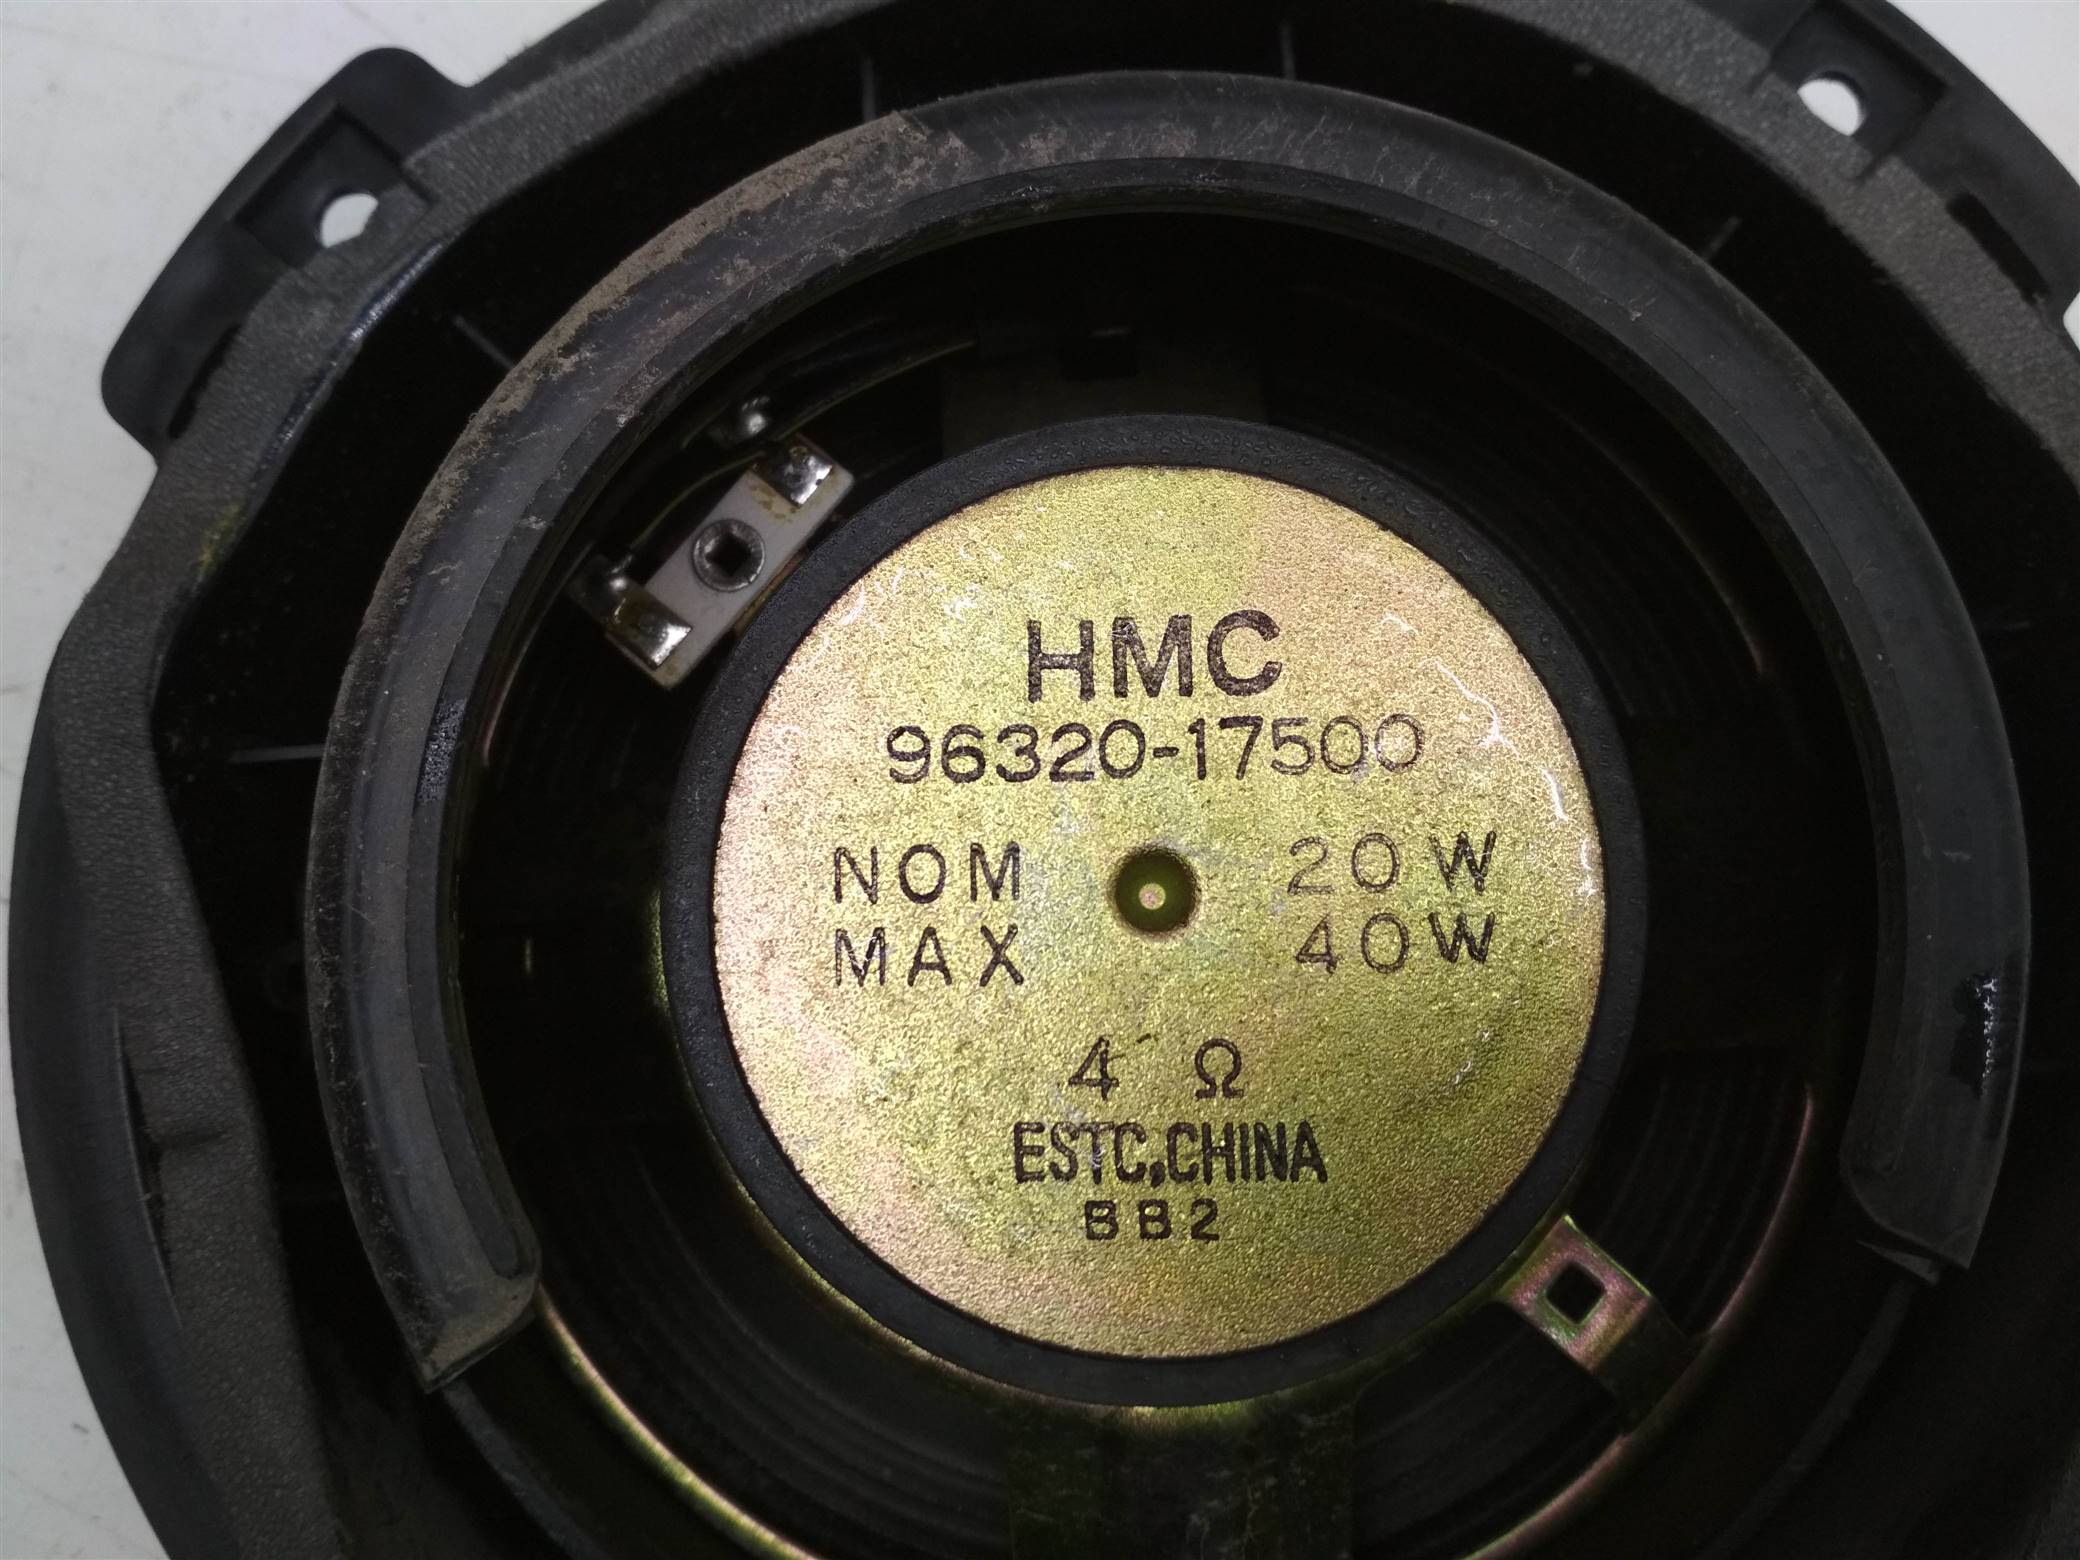 HMC
96320-17500
NOM 20W
MAX 40W
4 Ω
ESTC,CHINA
BB2